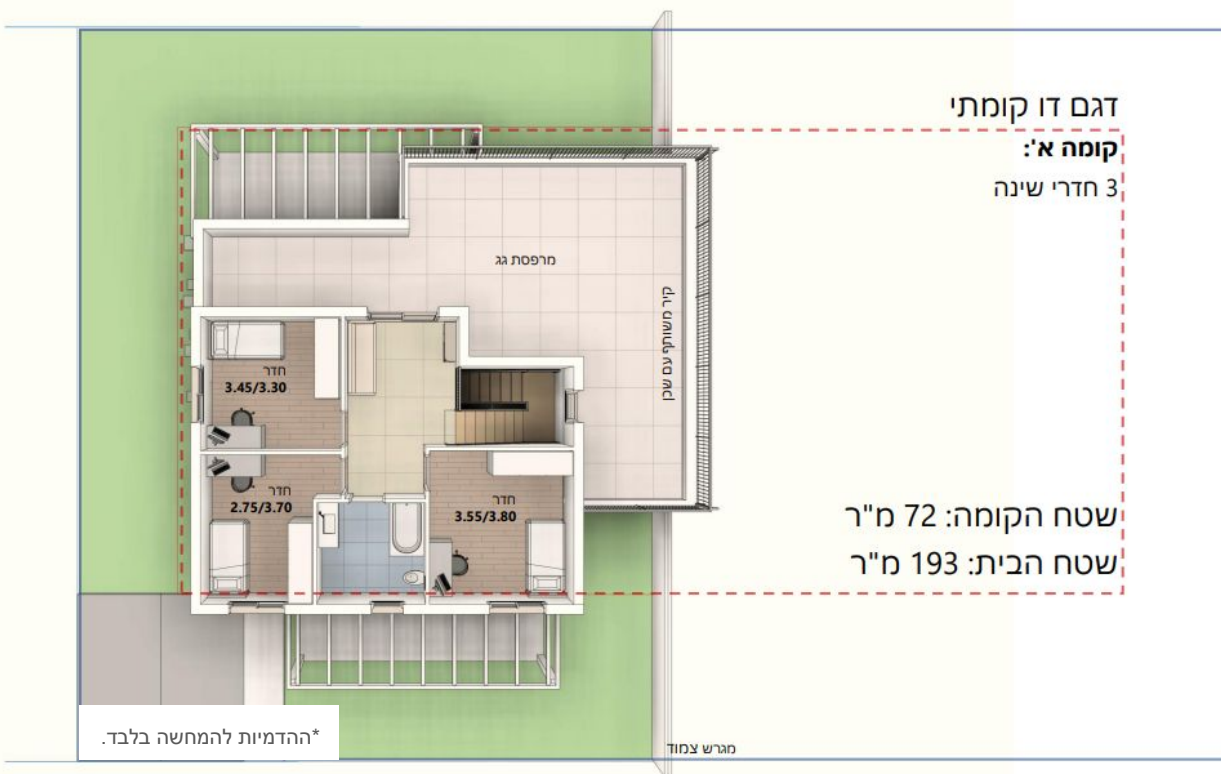 דגם דו קומתי
קומה א':
3 חדרי שינה
מרפסת גג
קיר משותף עם שכן
חדר
3.45/3.30
חדר
2.75/3.70
חדר
3.55/3.80
שטח הקומה: 72 מ"ר
שטח הבית: 193 מ"ר
*ההדמיות להמחשה בלבד.
מגרש צמוד